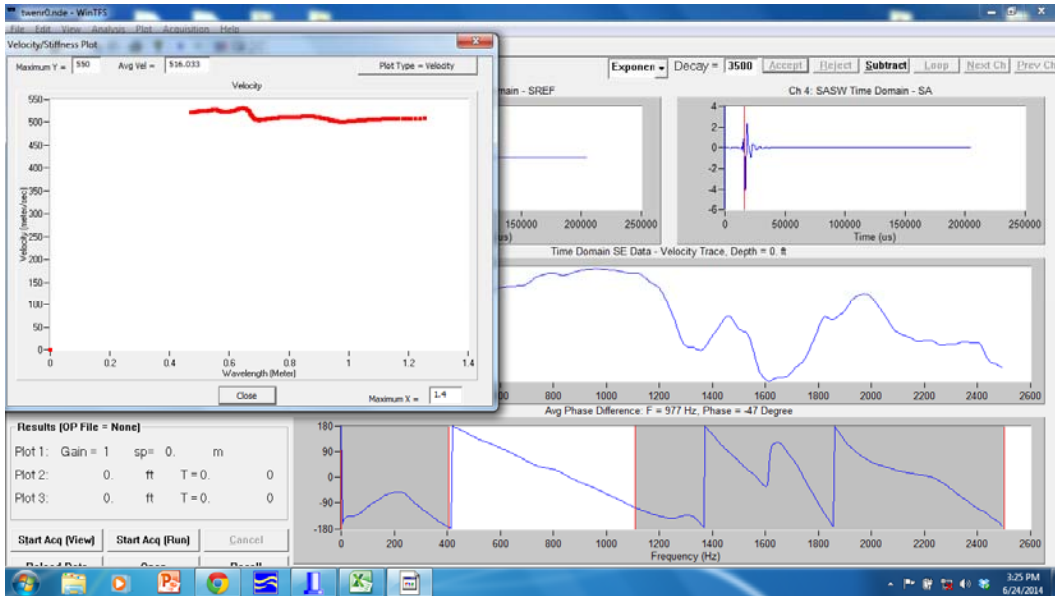 twenr0.nde - WinTFS
File Edit View Analysis Plot Acquisition Help
Velocity/Stiffness Plot
Maximum Y = 550 Avg Vel = 516.033 Plot Type = Velocity
Velocity
550
500
450
400
350
300
250
200
150
100
50
0
Velocity (meter/sec)
0 0.2 0.4 0.6 0.8 1 1.2 1.4
Wavelength (Meter)
Close
Maximum X = 1.4
Exponen Decay = 3500 Accept Reject Subtract Loop Next Ch Prev Ch
main - SREF
150000 200000 250000
(us)
Ch 4: SASW Time Domain - SA
4
2
0
-2
-4
-6
0 50000 100000 150000 200000 250000
Time (us)
Time Domain SE Data - Velocity Trace, Depth = 0. ft
600 800 1000 1200 1400 1600 1800 2000 2200 2400 2600
Avg Phase Difference: F = 977 Hz, Phase = -47 Degree
180
90
0
-90
-180
0 200 400 600 800 1000 1200 1400 1600 1800 2000 2200 2400 2600
Frequency (Hz)
Results (OP File = None)
Plot 1: Gain = 1 sp= 0. m
Plot 2: 0. ft T = 0. 0
Plot 3: 0. ft T = 0. 0
Start Acq (View) Start Acq (Run) Cancel
Reload Data Open Recall
3:25 PM
6/24/2014